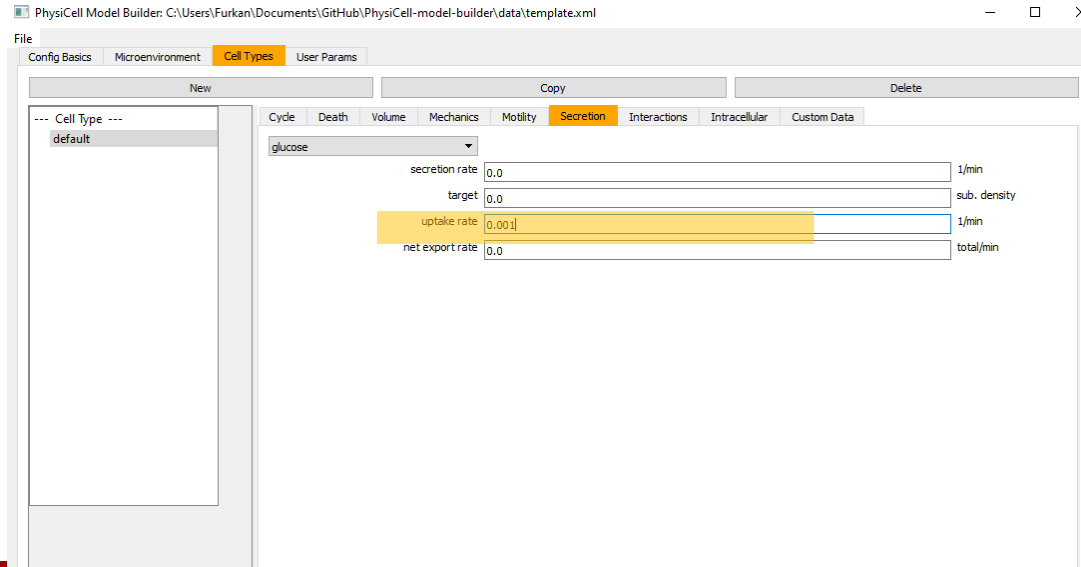 PhysiCell Model Builder: C:\Users\Furkan\Documents\GitHub\PhysiCell-model-builder\data\template.xml
File
Config Basics Microenvironment Cell Types User Params
New Copy Delete
--- Cell Type ---
default
Cycle Death Volume Mechanics Motility Secretion Interactions Intracellular Custom Data
glucose
secretion rate 0.0 1/min
target 0.0 sub. density
uptake rate 0.001 1/min
net export rate 0.0 total/min